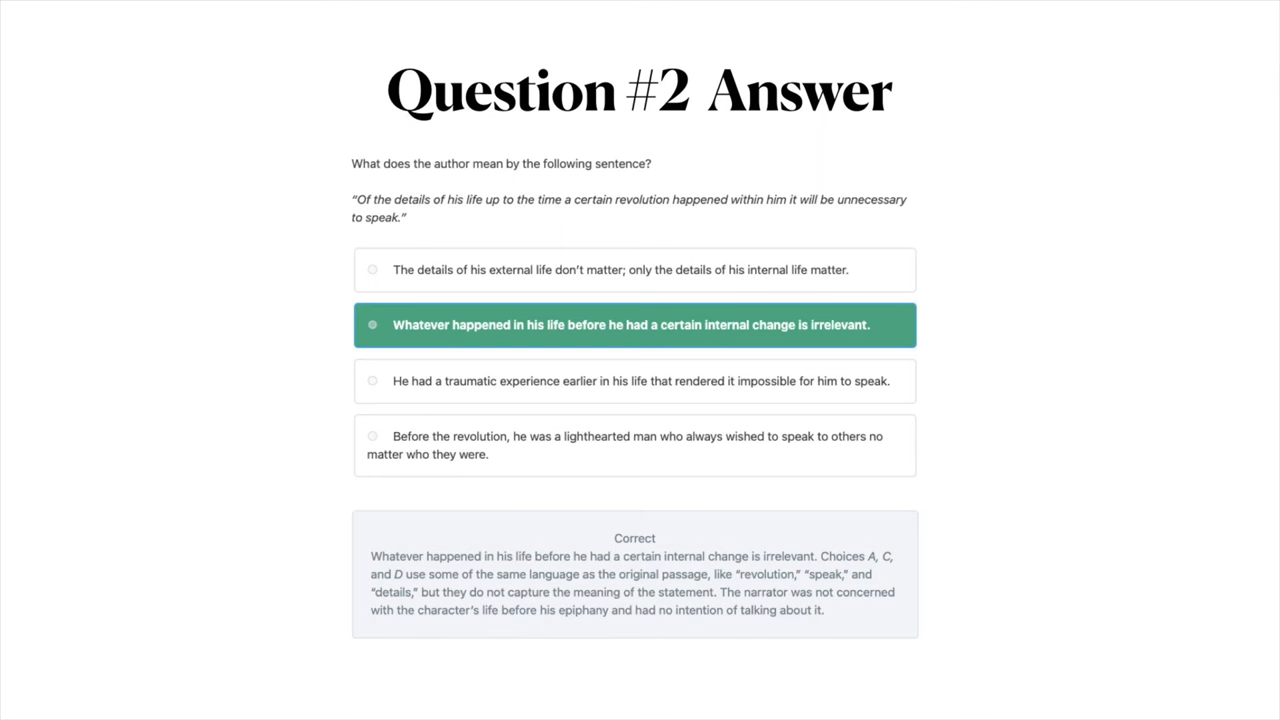 Question #2 Answer
What does the author mean by the following sentence?
“Of the details of his life up to the time a certain revolution happened within him it will be unnecessary
to speak.”
The details of his external life don’t matter; only the details of his internal life matter.
Whatever happened in his life before he had a certain internal change is irrelevant.
He had a traumatic experience earlier in his life that rendered it impossible for him to speak.
Before the revolution, he was a lighthearted man who always wished to speak to others no
matter who they were.
Correct
Whatever happened in his life before he had a certain internal change is irrelevant. Choices A, C,
and D use some of the same language as the original passage, like “revolution,” “speak,” and
“details,” but they do not capture the meaning of the statement. The narrator was not concerned
with the character’s life before his epiphany and had no intention of talking about it.